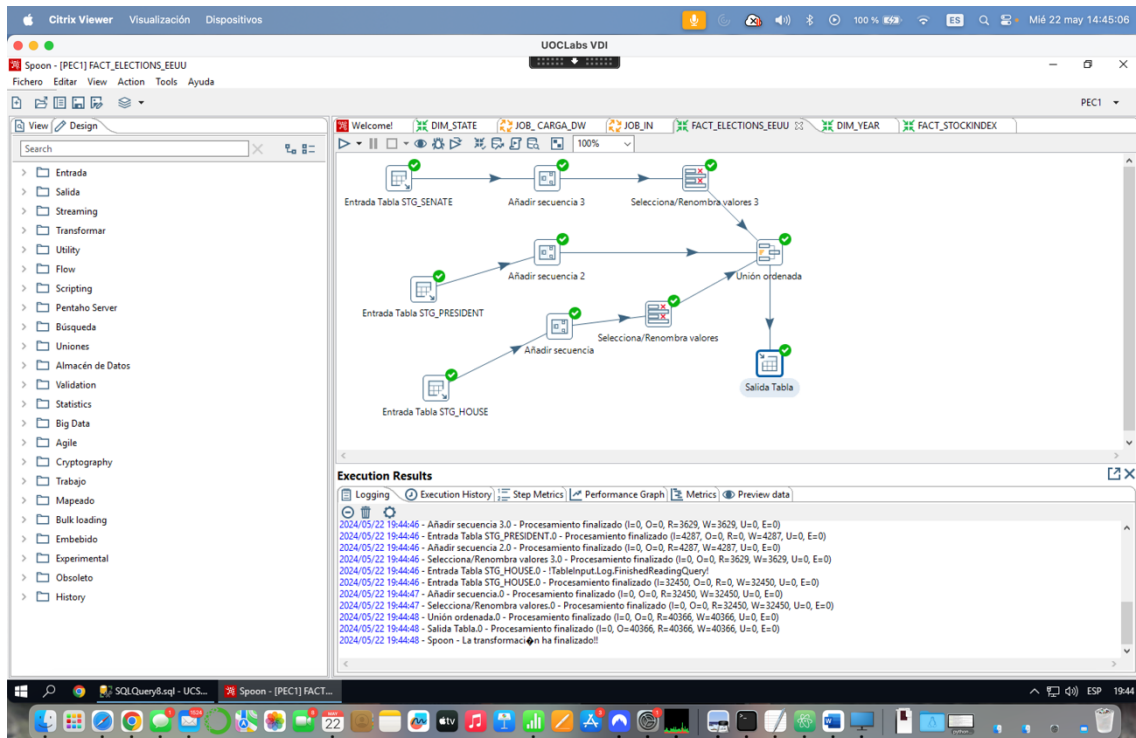 Citrix Viewer Visualización Dispositivos 100 % ES Mié 22 may 14:45:06
UOCLabs VDI
Spoon - [PEC1] FACT_ELECTIONS_EEUU
Fichero Editar View Action Tools Ayuda
PEC1
View Design
Welcome! DIM_STATE JOB_ CARGA_DW JOB_IN FACT_ELECTIONS_EEUU DIM_YEAR FACT_STOCKINDEX
Search
100%
Entrada
Salida
Streaming
Transformar
Utility
Flow
Scripting
Pentaho Server
Búsqueda
Uniones
Almacén de Datos
Validation
Statistics
Big Data
Agile
Cryptography
Trabajo
Mapeado
Bulk loading
Embebido
Experimental
Obsoleto
History
Entrada Tabla STG_SENATE Añadir secuencia 3 Selecciona/Renombra valores 3
Añadir secuencia 2 Unión ordenada
Entrada Tabla STG_PRESIDENT
Selecciona/Renombra valores
Añadir secuencia
Salida Tabla
Entrada Tabla STG_HOUSE
Execution Results
Logging Execution History Step Metrics Performance Graph Metrics Preview data
2024/05/22 19:44:46 - Añadir secuencia 3.0 - Procesamiento finalizado (I=0, O=0, R=3629, W=3629, U=0, E=0)
2024/05/22 19:44:46 - Entrada Tabla STG_PRESIDENT.0 - Procesamiento finalizado (I=4287, O=0, R=0, W=4287, U=0, E=0)
2024/05/22 19:44:46 - Añadir secuencia 2.0 - Procesamiento finalizado (I=0, O=0, R=4287, W=4287, U=0, E=0)
2024/05/22 19:44:46 - Selecciona/Renombra valores 3.0 - Procesamiento finalizado (I=0, O=0, R=3629, W=3629, U=0, E=0)
2024/05/22 19:44:46 - Entrada Tabla STG_HOUSE.0 - !TableInput.Log.FinishedReadingQuery!
2024/05/22 19:44:46 - Entrada Tabla STG_HOUSE.0 - Procesamiento finalizado (I=32450, O=0, R=0, W=32450, U=0, E=0)
2024/05/22 19:44:47 - Añadir secuencia.0 - Procesamiento finalizado (I=0, O=0, R=32450, W=32450, U=0, E=0)
2024/05/22 19:44:47 - Selecciona/Renombra valores.0 - Procesamiento finalizado (I=0, O=0, R=32450, W=32450, U=0, E=0)
2024/05/22 19:44:48 - Unión ordenada.0 - Procesamiento finalizado (I=0, O=0, R=40366, W=40366, U=0, E=0)
2024/05/22 19:44:48 - Salida Tabla.0 - Procesamiento finalizado (I=0, O=40366, R=40366, W=40366, U=0, E=0)
2024/05/22 19:44:48 - Spoon - La transformaci�n ha finalizado!!
SQLQuery8.sql - UCS... Spoon - [PEC1] FACT... ESP 19:44
22 tv